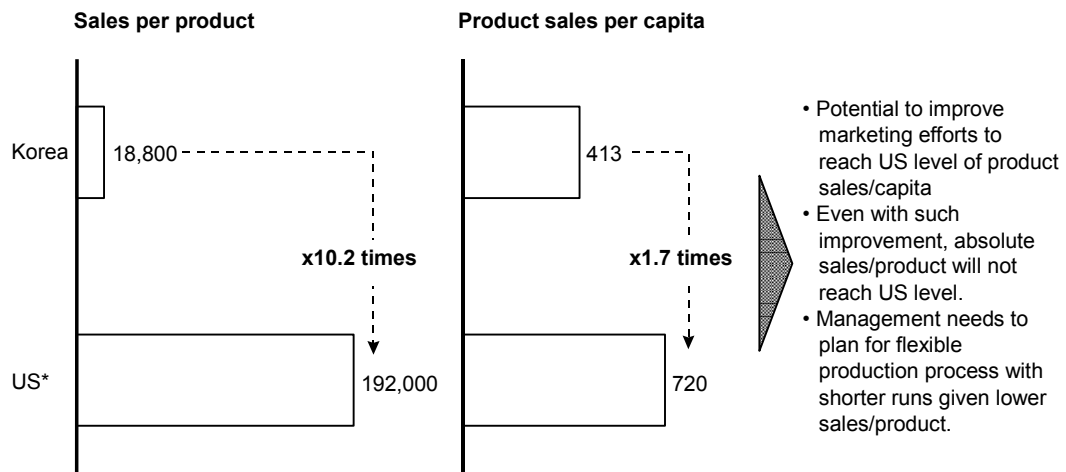 Sales per product
Product sales per capita
Korea
18,800
413
x10.2 times
x1.7 times
US*
192,000
720
• Potential to improve
marketing efforts to
reach US level of product
sales/capita
• Even with such
improvement, absolute
sales/product will not
reach US level.
• Management needs to
plan for flexible
production process with
shorter runs given lower
sales/product.